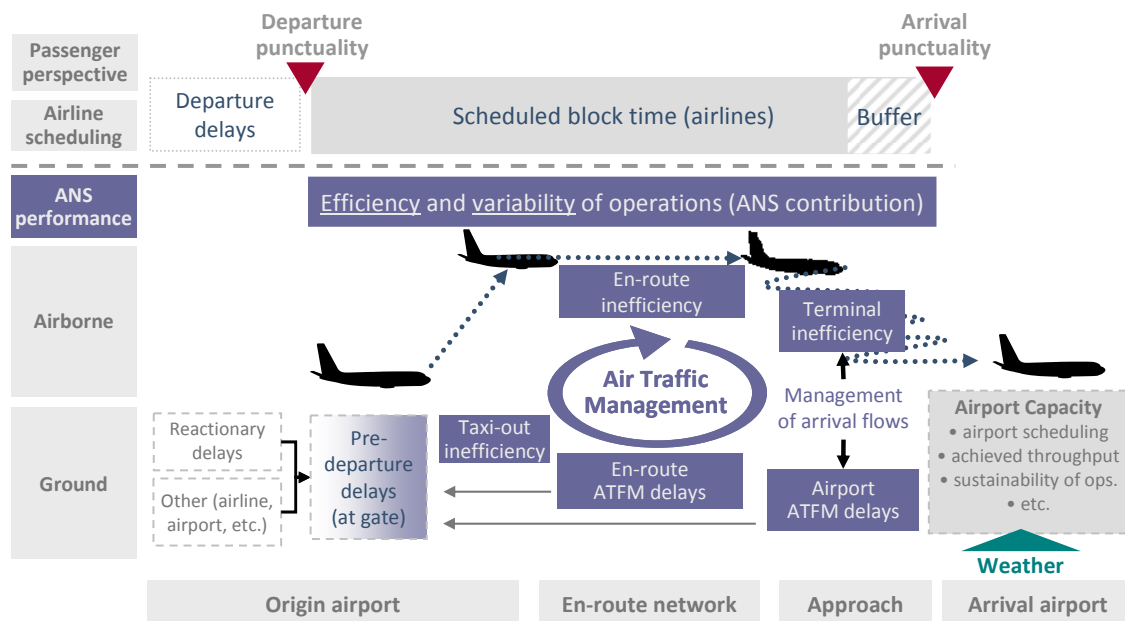 Departure
punctuality
Arrival
punctuality
Passenger
perspective
Airline
scheduling
Departure
delays
Scheduled block time (airlines)
Buffer
ANS
performance
Efficiency and variability of operations (ANS contribution)
Airborne
En-route
inefficiency
Terminal
inefficiency
Air Traffic
Management
Management
of arrival flows
Ground
Reactionary
delays
Other (airline,
airport, etc.)
Pre-
departure
delays
(at gate)
Taxi-out
inefficiency
En-route
ATFM delays
Airport
ATFM delays
Airport Capacity
• airport scheduling
• achieved throughput
• sustainability of ops.
• etc.
Weather
Origin airport
En-route network
Approach
Arrival airport